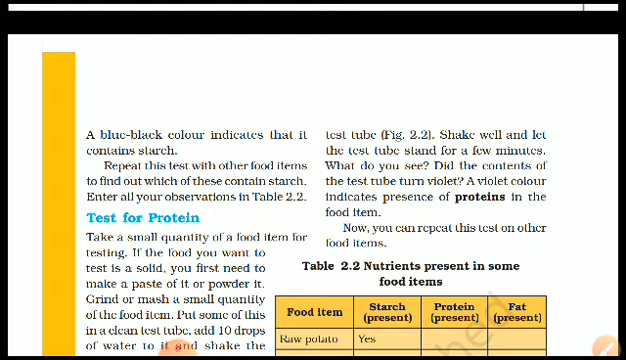 A blue-black colour indicates that it
contains starch.
Repeat this test with other food items
to find out which of these contain starch.
Enter all your observations in Table 2.2.
Test for Protein
Take a small quantity of a food item for
testing. If the food you want to
test is a solid, you first need to
make a paste of it or powder it.
Grind or mash a small quantity
of the food item. Put some of this
in a clean test tube, add 10 drops
of water to it and shake the
test tube (Fig. 2.2). Shake well and let
the test tube stand for a few minutes.
What do you see? Did the contents of
the test tube turn violet? A violet colour
indicates presence of proteins in the
food item.
Now, you can repeat this test on other
food items.
Table 2.2 Nutrients present in some
food items
Food item Starch (present) Protein (present) Fat (present)
Raw potato Yes